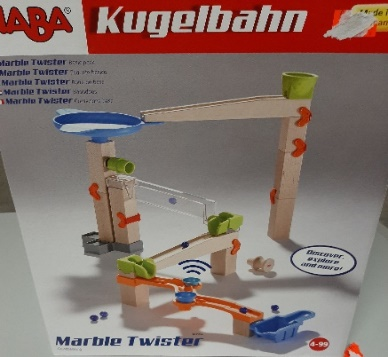 HABA
Kugelbahn
Made i
Marble Twister
Marble Twister
Marble Twister
Marble Twister
Marble Twister
Discover,
explore
and more!
Marble Twister
4-99